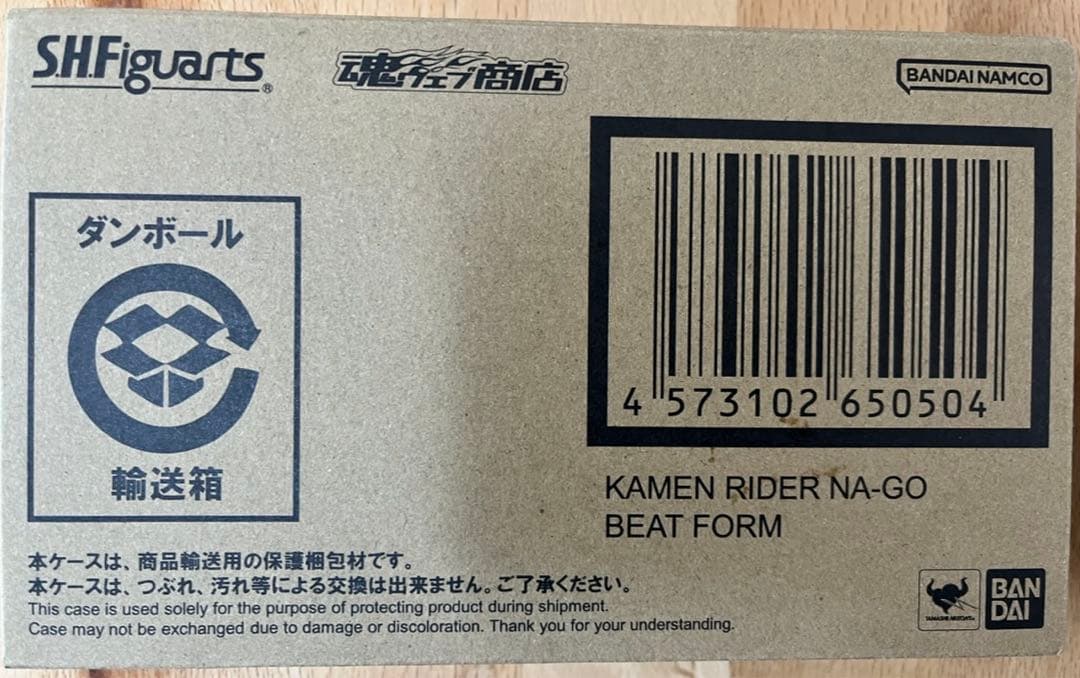 S.H.Figuarts®
魂ウェブ商店
BANDAI NAMCO
ダンボール
輸送箱
4 573102 650504
KAMEN RIDER NA-GO
BEAT FORM
本ケースは、商品輸送用の保護梱包材です。
本ケースは、つぶれ、汚れ等による交換は出来ません。ご了承ください。
This case is used solely for the purpose of protecting product during shipment.
Case may not be exchanged due to damage or discoloration. Thank you for your understanding.
TAMASHII NATIONS
BAN
DAI